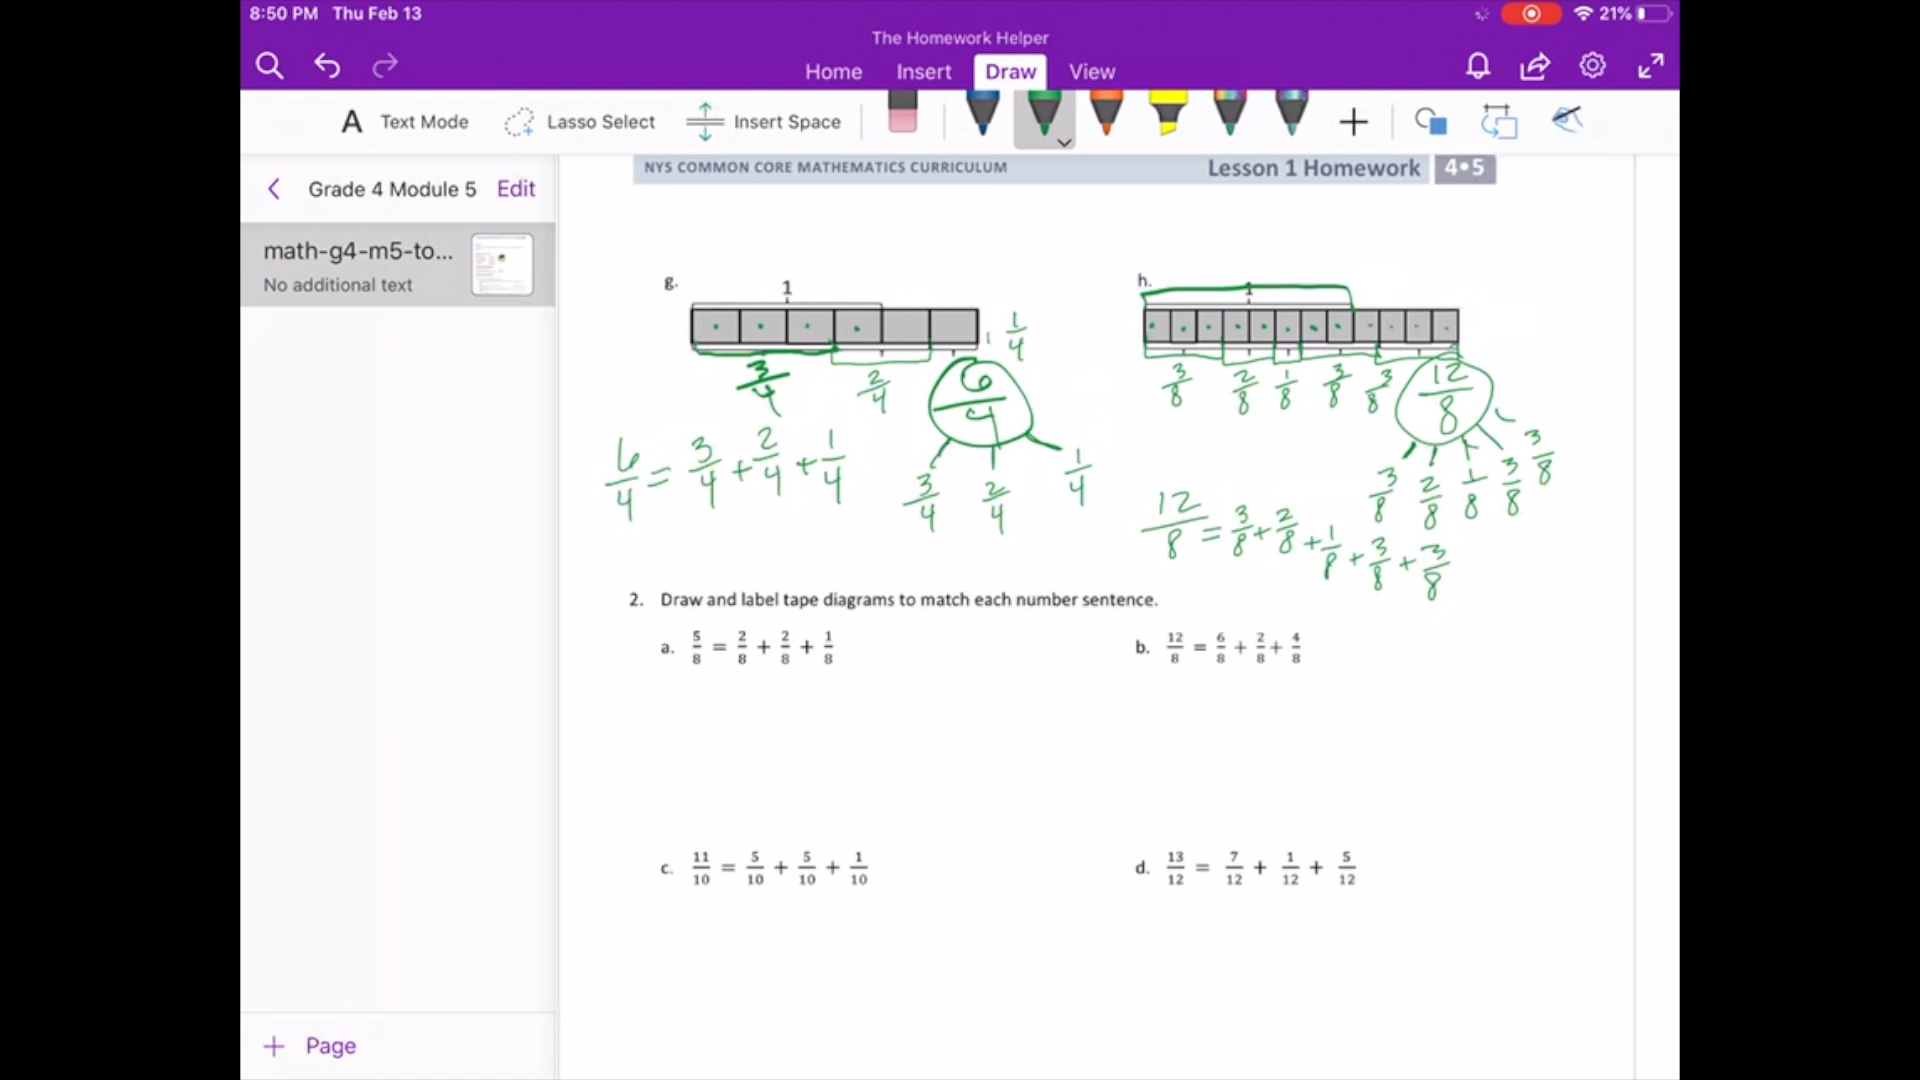 8:50 PM Thu Feb 13
21%
The Homework Helper
Home Insert Draw View
A Text Mode Lasso Select Insert Space
Grade 4 Module 5 Edit
math-g4-m5-to...
No additional text
Page
NYS COMMON CORE MATHEMATICS CURRICULUM Lesson 1 Homework 4•5
g. 1
1/4
3/4 2/4 6/4
6/4 = 3/4 + 2/4 + 1/4
3/4 2/4 1/4
h. 1
3/8 2/8 1/8 3/8 3/8 12/8
3/8 2/8 1/8 3/8 3/8
12/8 = 3/8 + 2/8 + 1/8 + 3/8 + 3/8
2. Draw and label tape diagrams to match each number sentence.
a. 5/8 = 2/8 + 2/8 + 1/8
b. 12/8 = 6/8 + 2/8 + 4/8
c. 11/10 = 5/10 + 5/10 + 1/10
d. 13/12 = 7/12 + 1/12 + 5/12